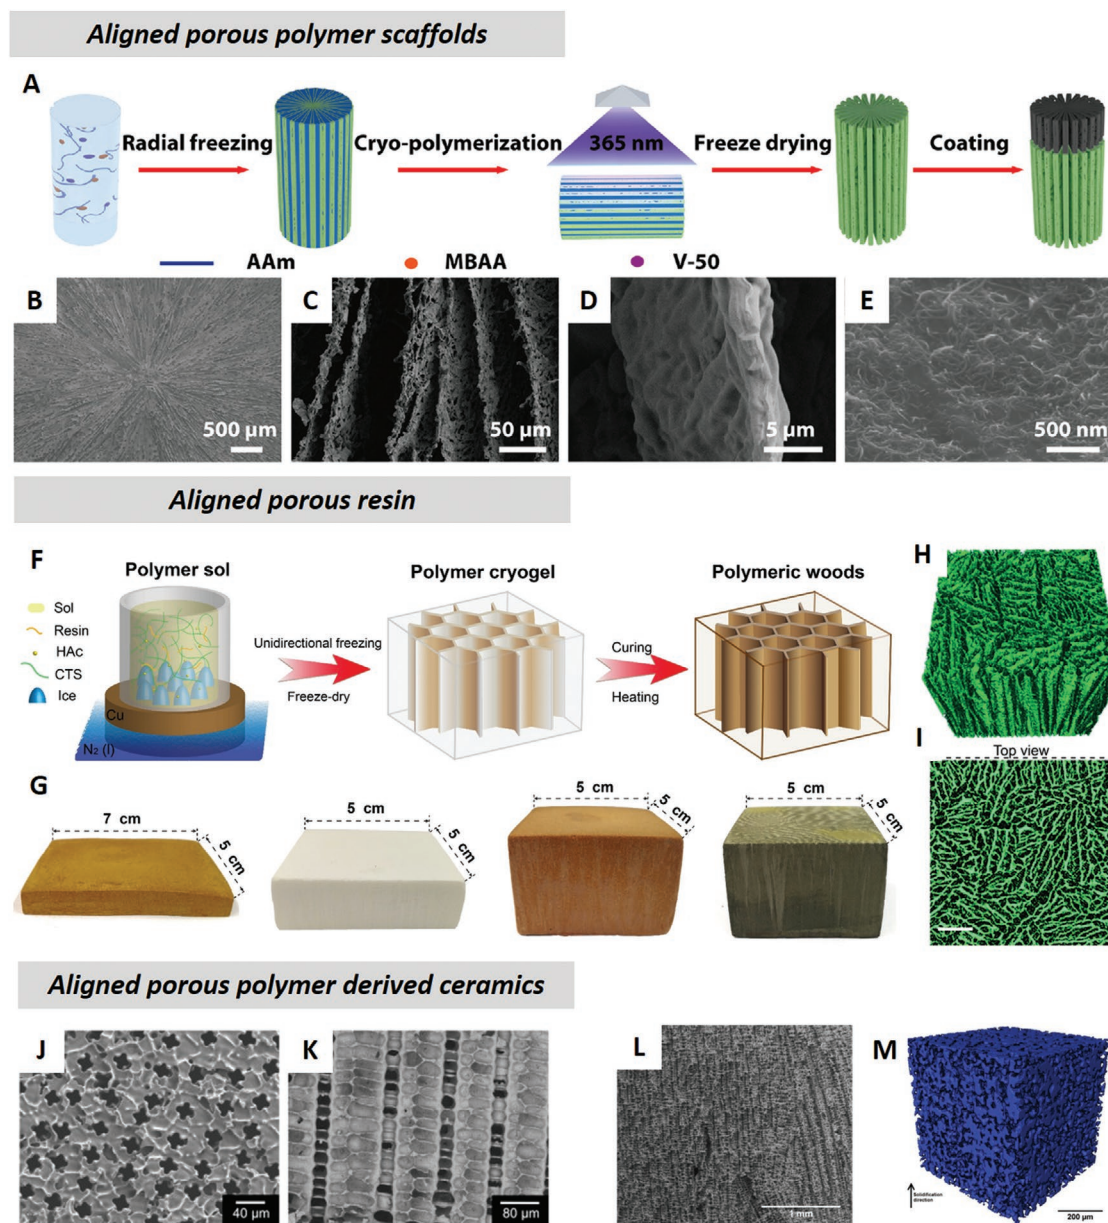 Aligned porous polymer scaffolds
A
Radial freezing
Cryo-polymerization
365 nm
Freeze drying
Coating
AAm
MBAA
V-50
B
500 µm
C
50 µm
D
5 µm
E
500 nm
Aligned porous resin
F
Polymer sol
Sol
Resin
HAc
CTS
Ice
Cu
N₂ (l)
Unidirectional freezing
Freeze-dry
Polymer cryogel
Curing
Heating
Polymeric woods
H
I
Top view
G
7 cm
5 cm
5 cm
5 cm
5 cm
5 cm
5 cm
5 cm
Aligned porous polymer derived ceramics
J
40 µm
K
80 µm
L
1 mm
M
Solidification
direction
200 µm